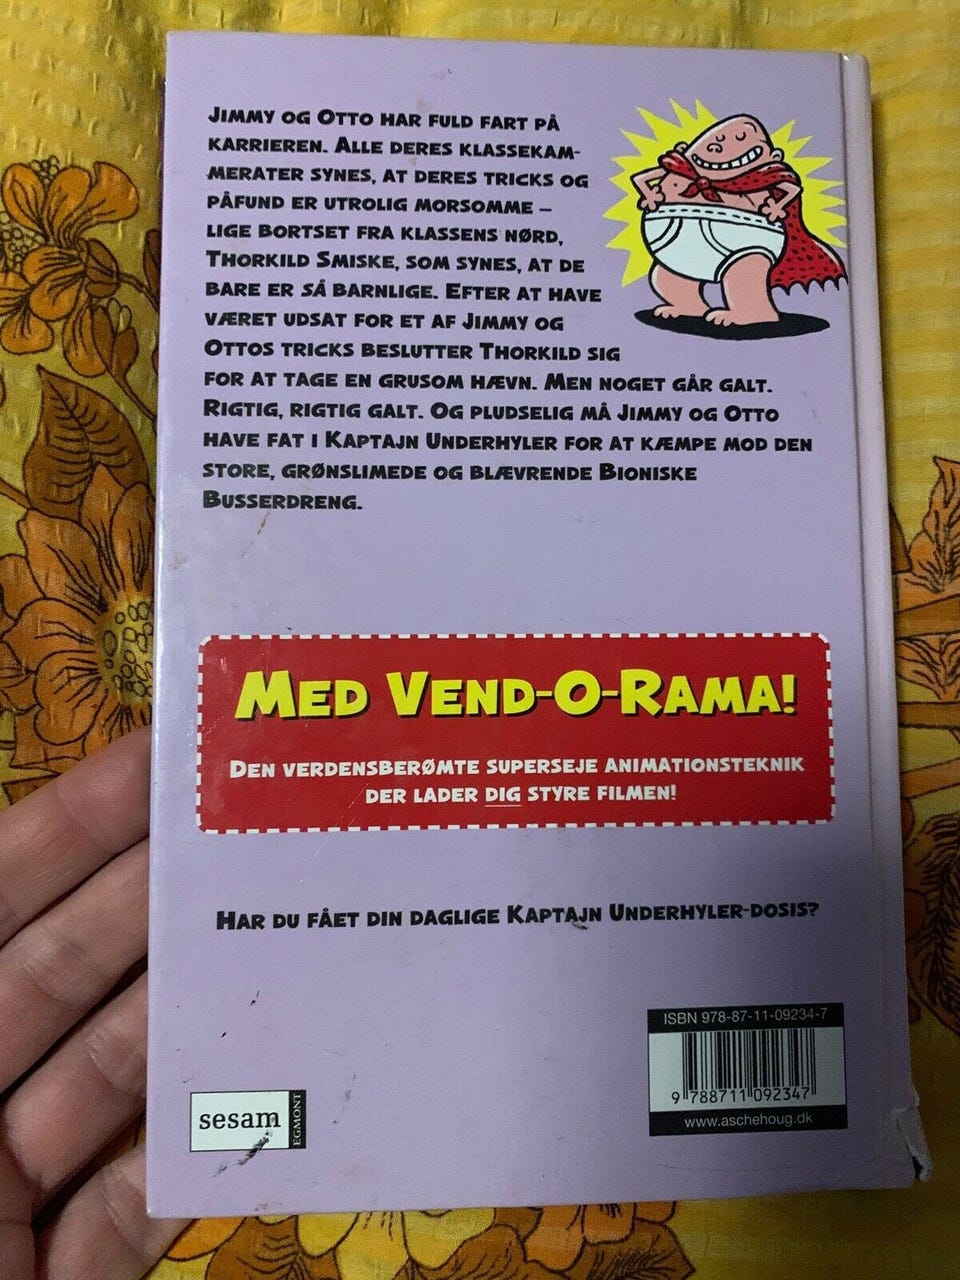 Jimmy og Otto har fuld fart på
karrieren. Alle deres klassekam-
merater synes, at deres tricks og
påfund er utrolig morsomme –
lige bortset fra klassens nørd,
Thorkild Smiske, som synes, at de
bare er så barnlige. Efter at have
været udsat for et af Jimmy og
Ottos tricks beslutter Thorkild sig
for at tage en grusom hævn. Men noget går galt.
Rigtig, rigtig galt. Og pludselig må Jimmy og Otto
have fat i Kaptajn Underhyler for at kæmpe mod den
store, grønslimede og blævrende Bioniske
Busserdreng.
Med Vend-O-Rama!
Den verdensberømte superseje animationsteknik
der lader dig styre filmen!
Har du fået din daglige Kaptajn Underhyler-dosis?
ISBN 978-87-11-09234-7
9 788711 092347
www.aschehoug.dk
sesam
EGMONT